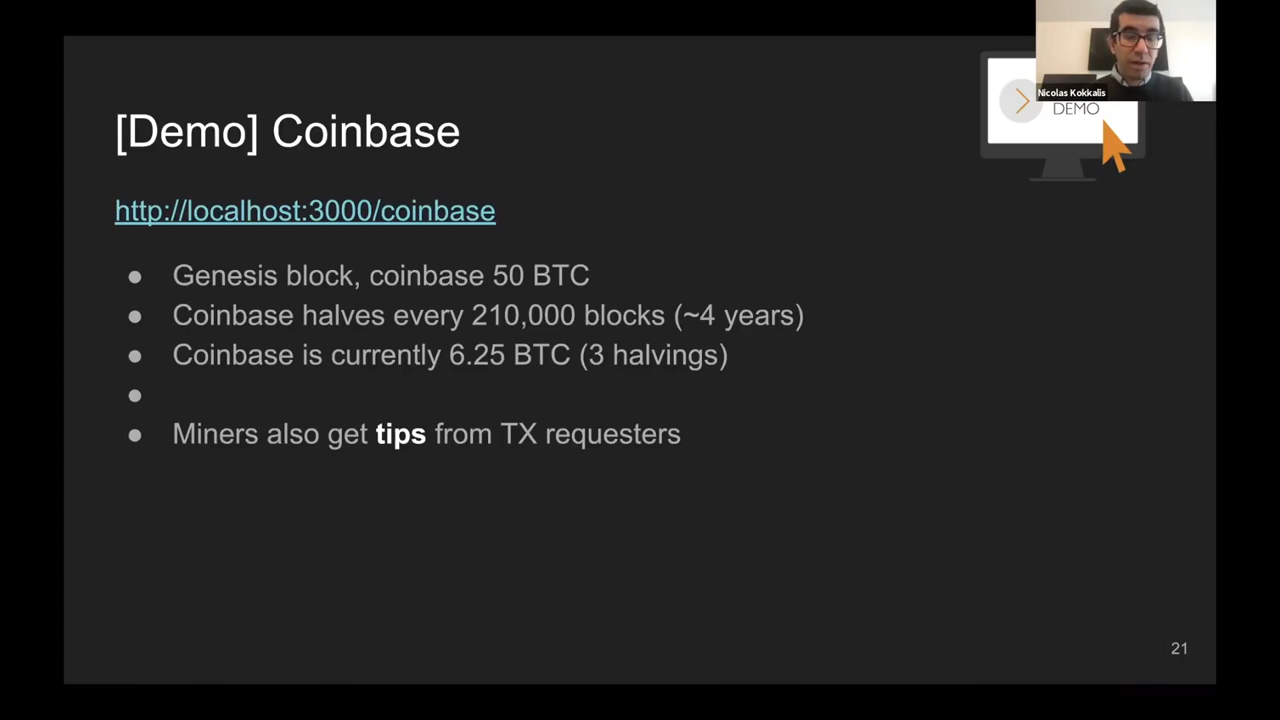 Nicolas Kokkalis
DEMO
[Demo] Coinbase
http://localhost:3000/coinbase
● Genesis block, coinbase 50 BTC
● Coinbase halves every 210,000 blocks (~4 years)
● Coinbase is currently 6.25 BTC (3 halvings)
●
● Miners also get tips from TX requesters
21